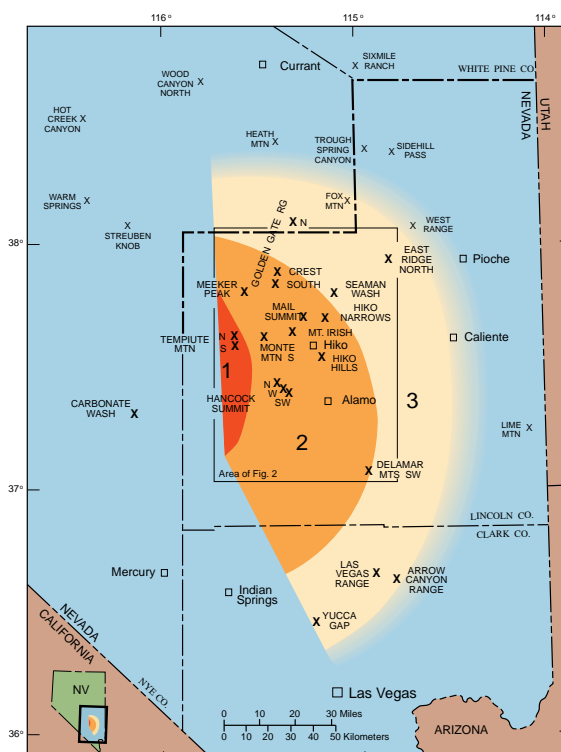 116°
115°
114°
SIXMILE
RANCH
Currant
WHITE PINE CO.
WOOD
CANYON
NORTH
NEVADA
UTAH
HOT
CREEK
CANYON
HEATH
MTN
TROUGH
SPRING
CANYON
SIDEHILL
PASS
WARM
SPRINGS
FOX
MTN
GOLDEN GATE RG
N
WEST
RANGE
STREUBEN
KNOB
38°
38°
EAST
RIDGE
NORTH
Pioche
CREST
SOUTH
MEEKER
PEAK
SEAMAN
WASH
MAIL
SUMMIT
HIKO
NARROWS
TEMPIUTE
MTN
N
S
MT. IRISH
MONTE
MTN S
Hiko
Caliente
HIKO
HILLS
1
N
W
SW
HANCOCK
SUMMIT
Alamo
3
CARBONATE
WASH
2
LIME
MTN
Area of Fig. 2
DELAMAR
MTS SW
37°
37°
LINCOLN CO.
CLARK CO.
Mercury
LAS
VEGAS
RANGE
ARROW
CANYON
RANGE
Indian
Springs
YUCCA
GAP
NEVADA
CALIFORNIA
NYE CO.
NV
Las Vegas
0 10 20 30 Miles
0 10 20 30 40 50 Kilometers
ARIZONA
36°
36°